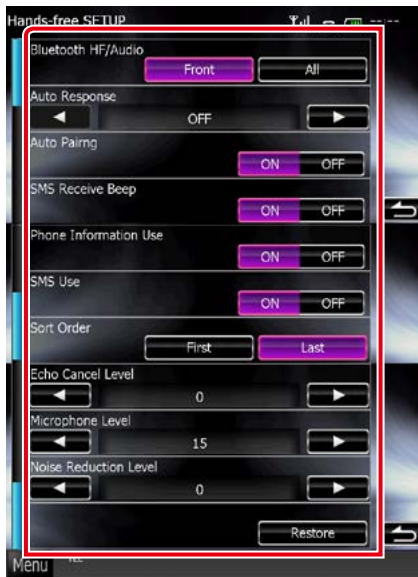 Hands-free SETUP
Bluetooth HF/Audio
Front All
Auto Response
OFF
Auto Pairng
ON OFF
SMS Receive Beep
ON OFF
Phone Information Use
ON OFF
SMS Use
ON OFF
Sort Order
First Last
Echo Cancel Level
0
Microphone Level
15
Noise Reduction Level
0
Restore
Menu